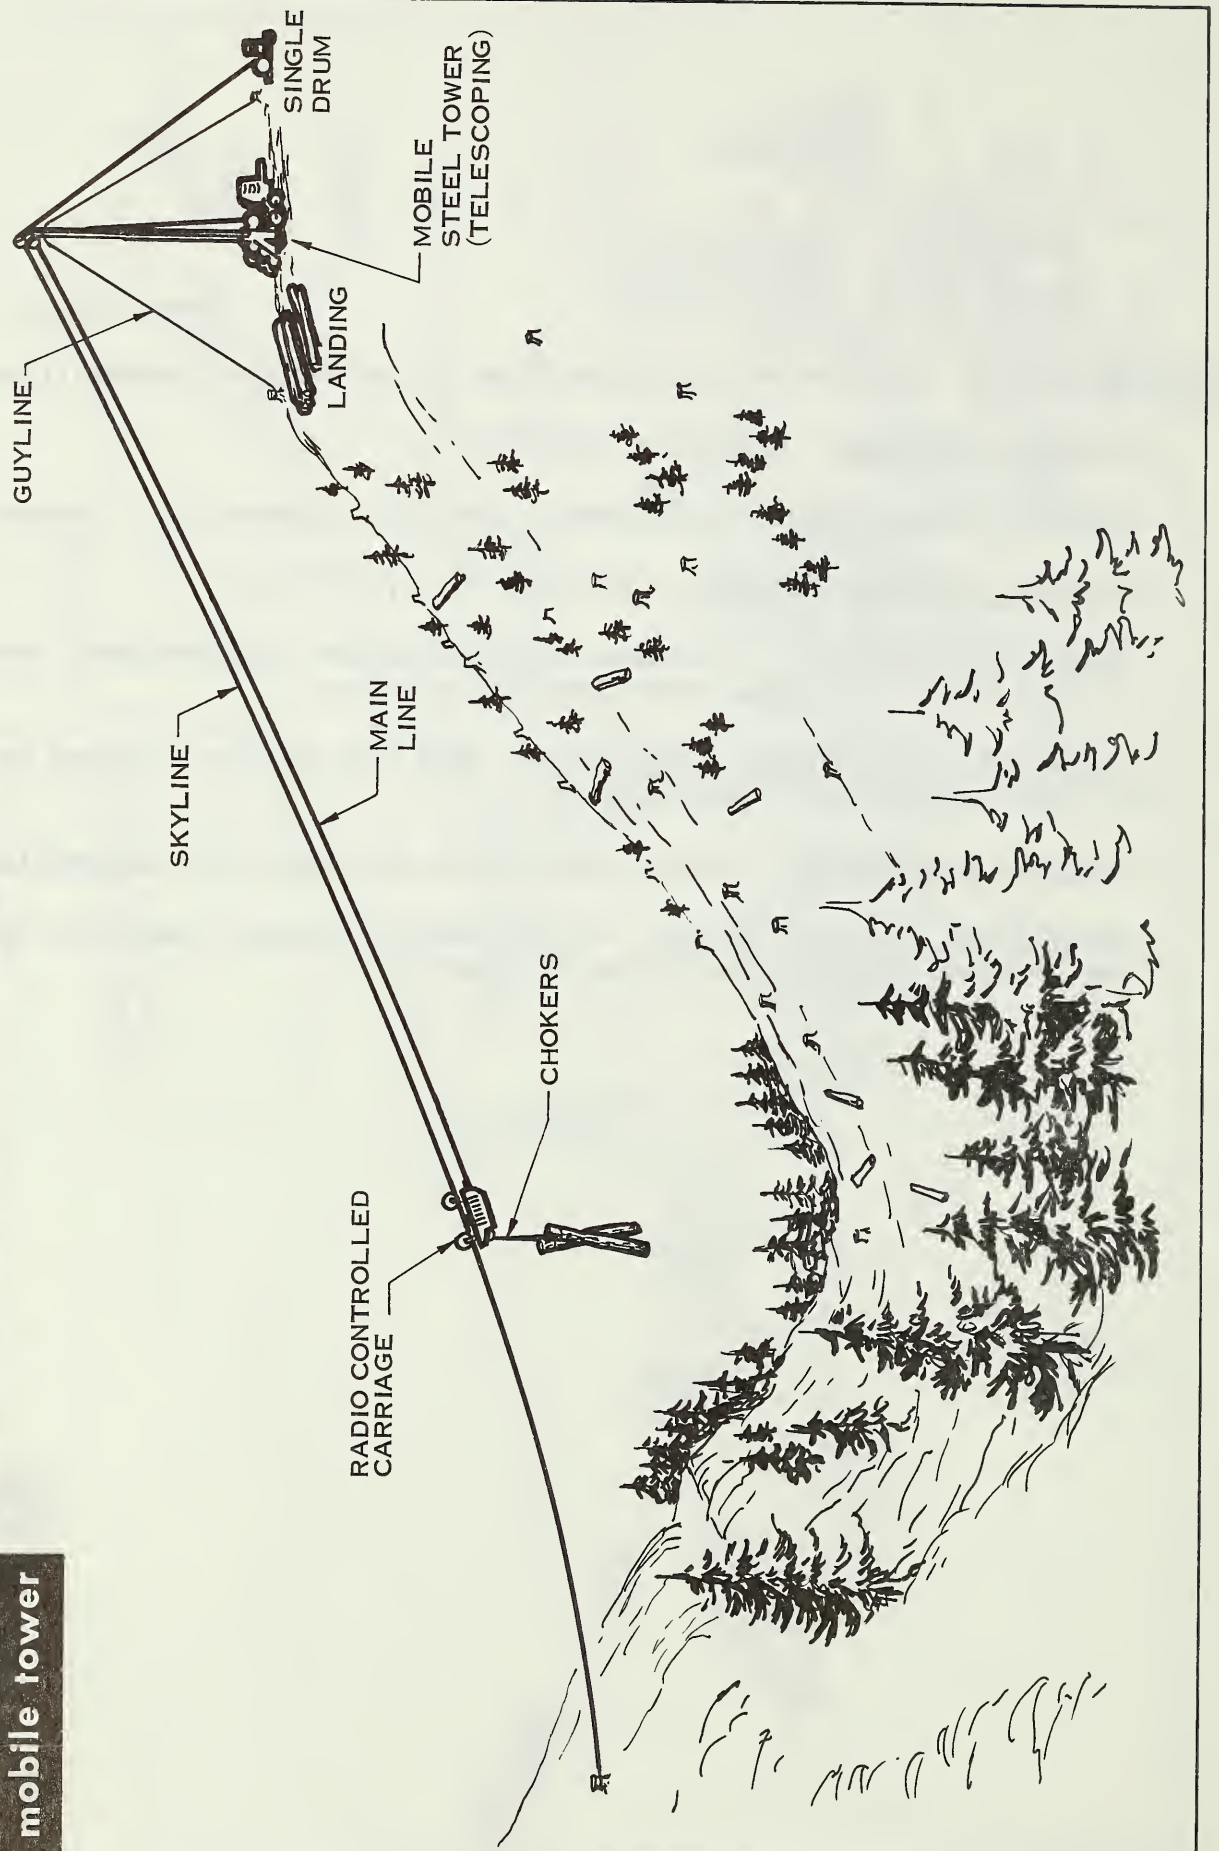 mobile tower
GUYLINE
SKYLINE
MAIN
LINE
RADIO CONTROLLED
CARRIAGE
CHOKERS
LANDING
MOBILE
STEEL TOWER
(TELESCOPING)
SINGLE
DRUM